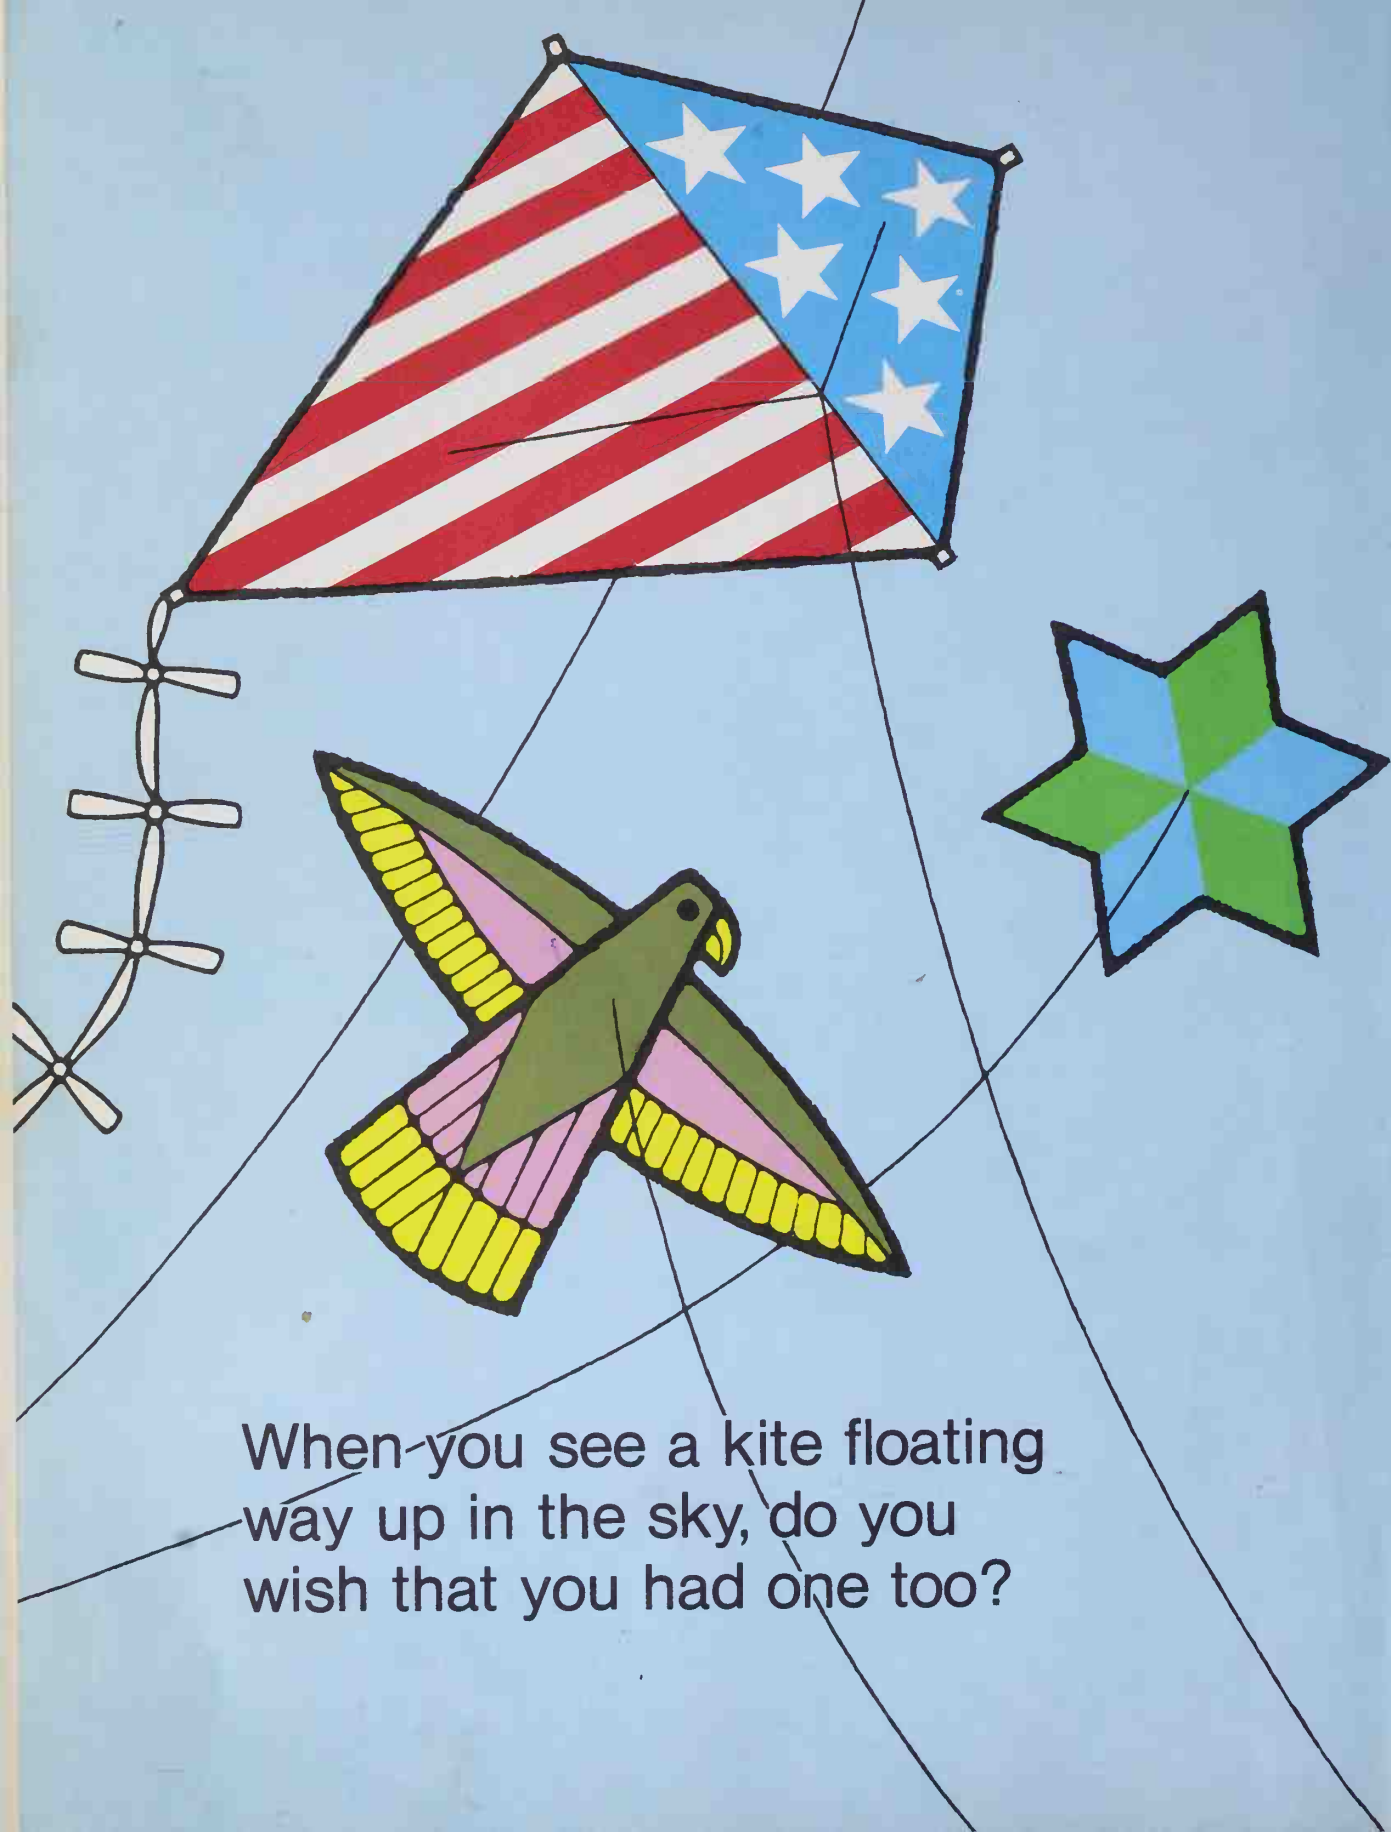 When you see a kite floating
way up in the sky, do you
wish that you had one too?